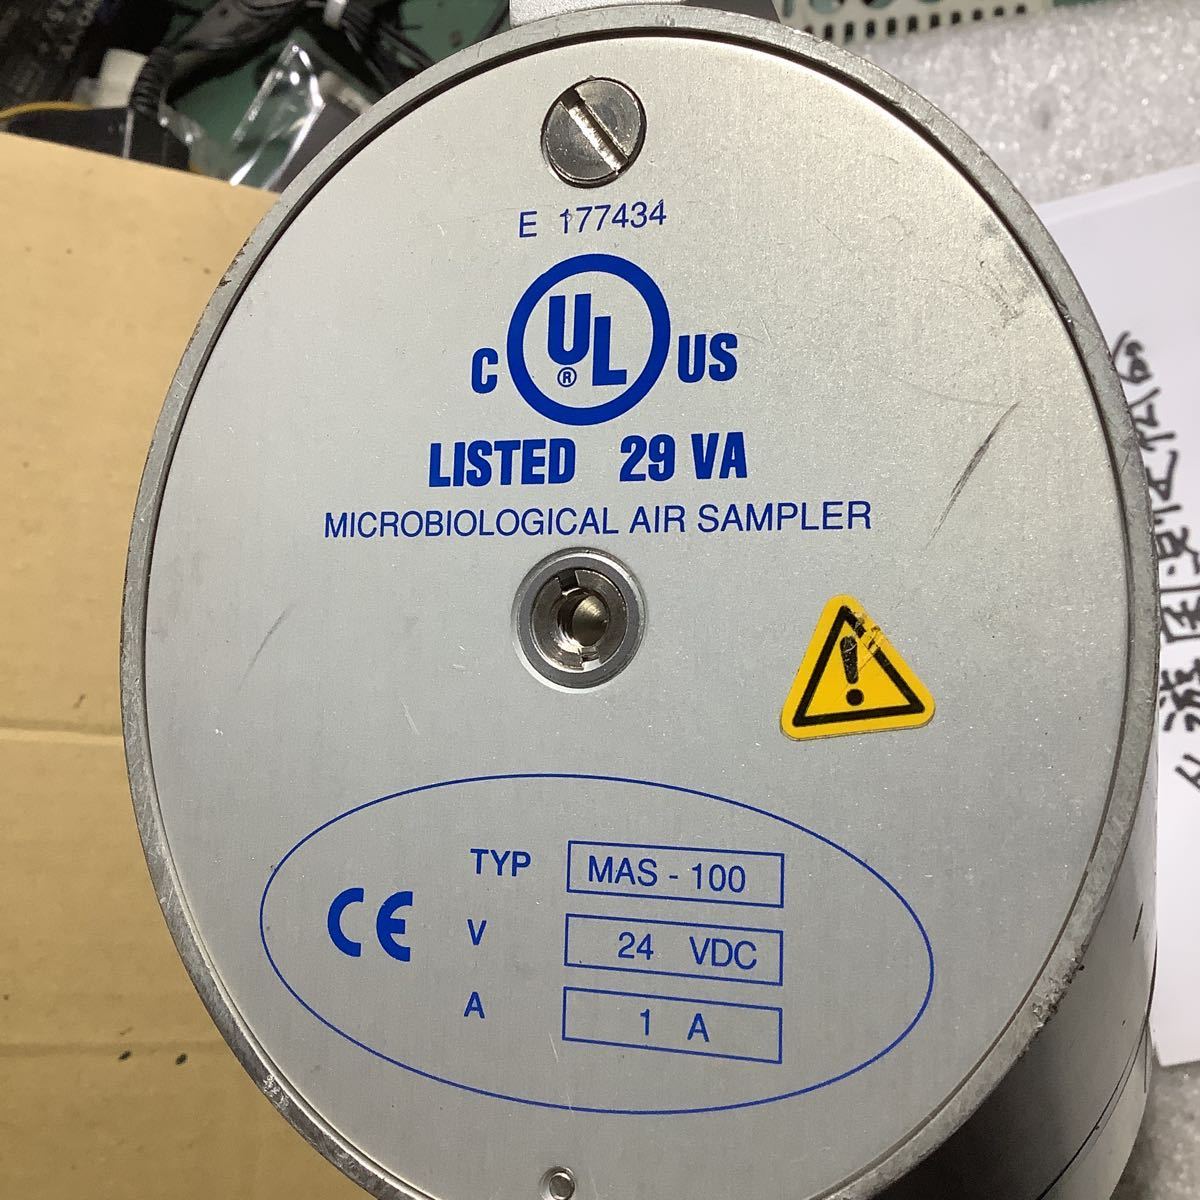 E 177434
C UL ® US
LISTED 29 VA
MICROBIOLOGICAL AIR SAMPLER
CE
TYP MAS - 100
V 24 VDC
A 1 A